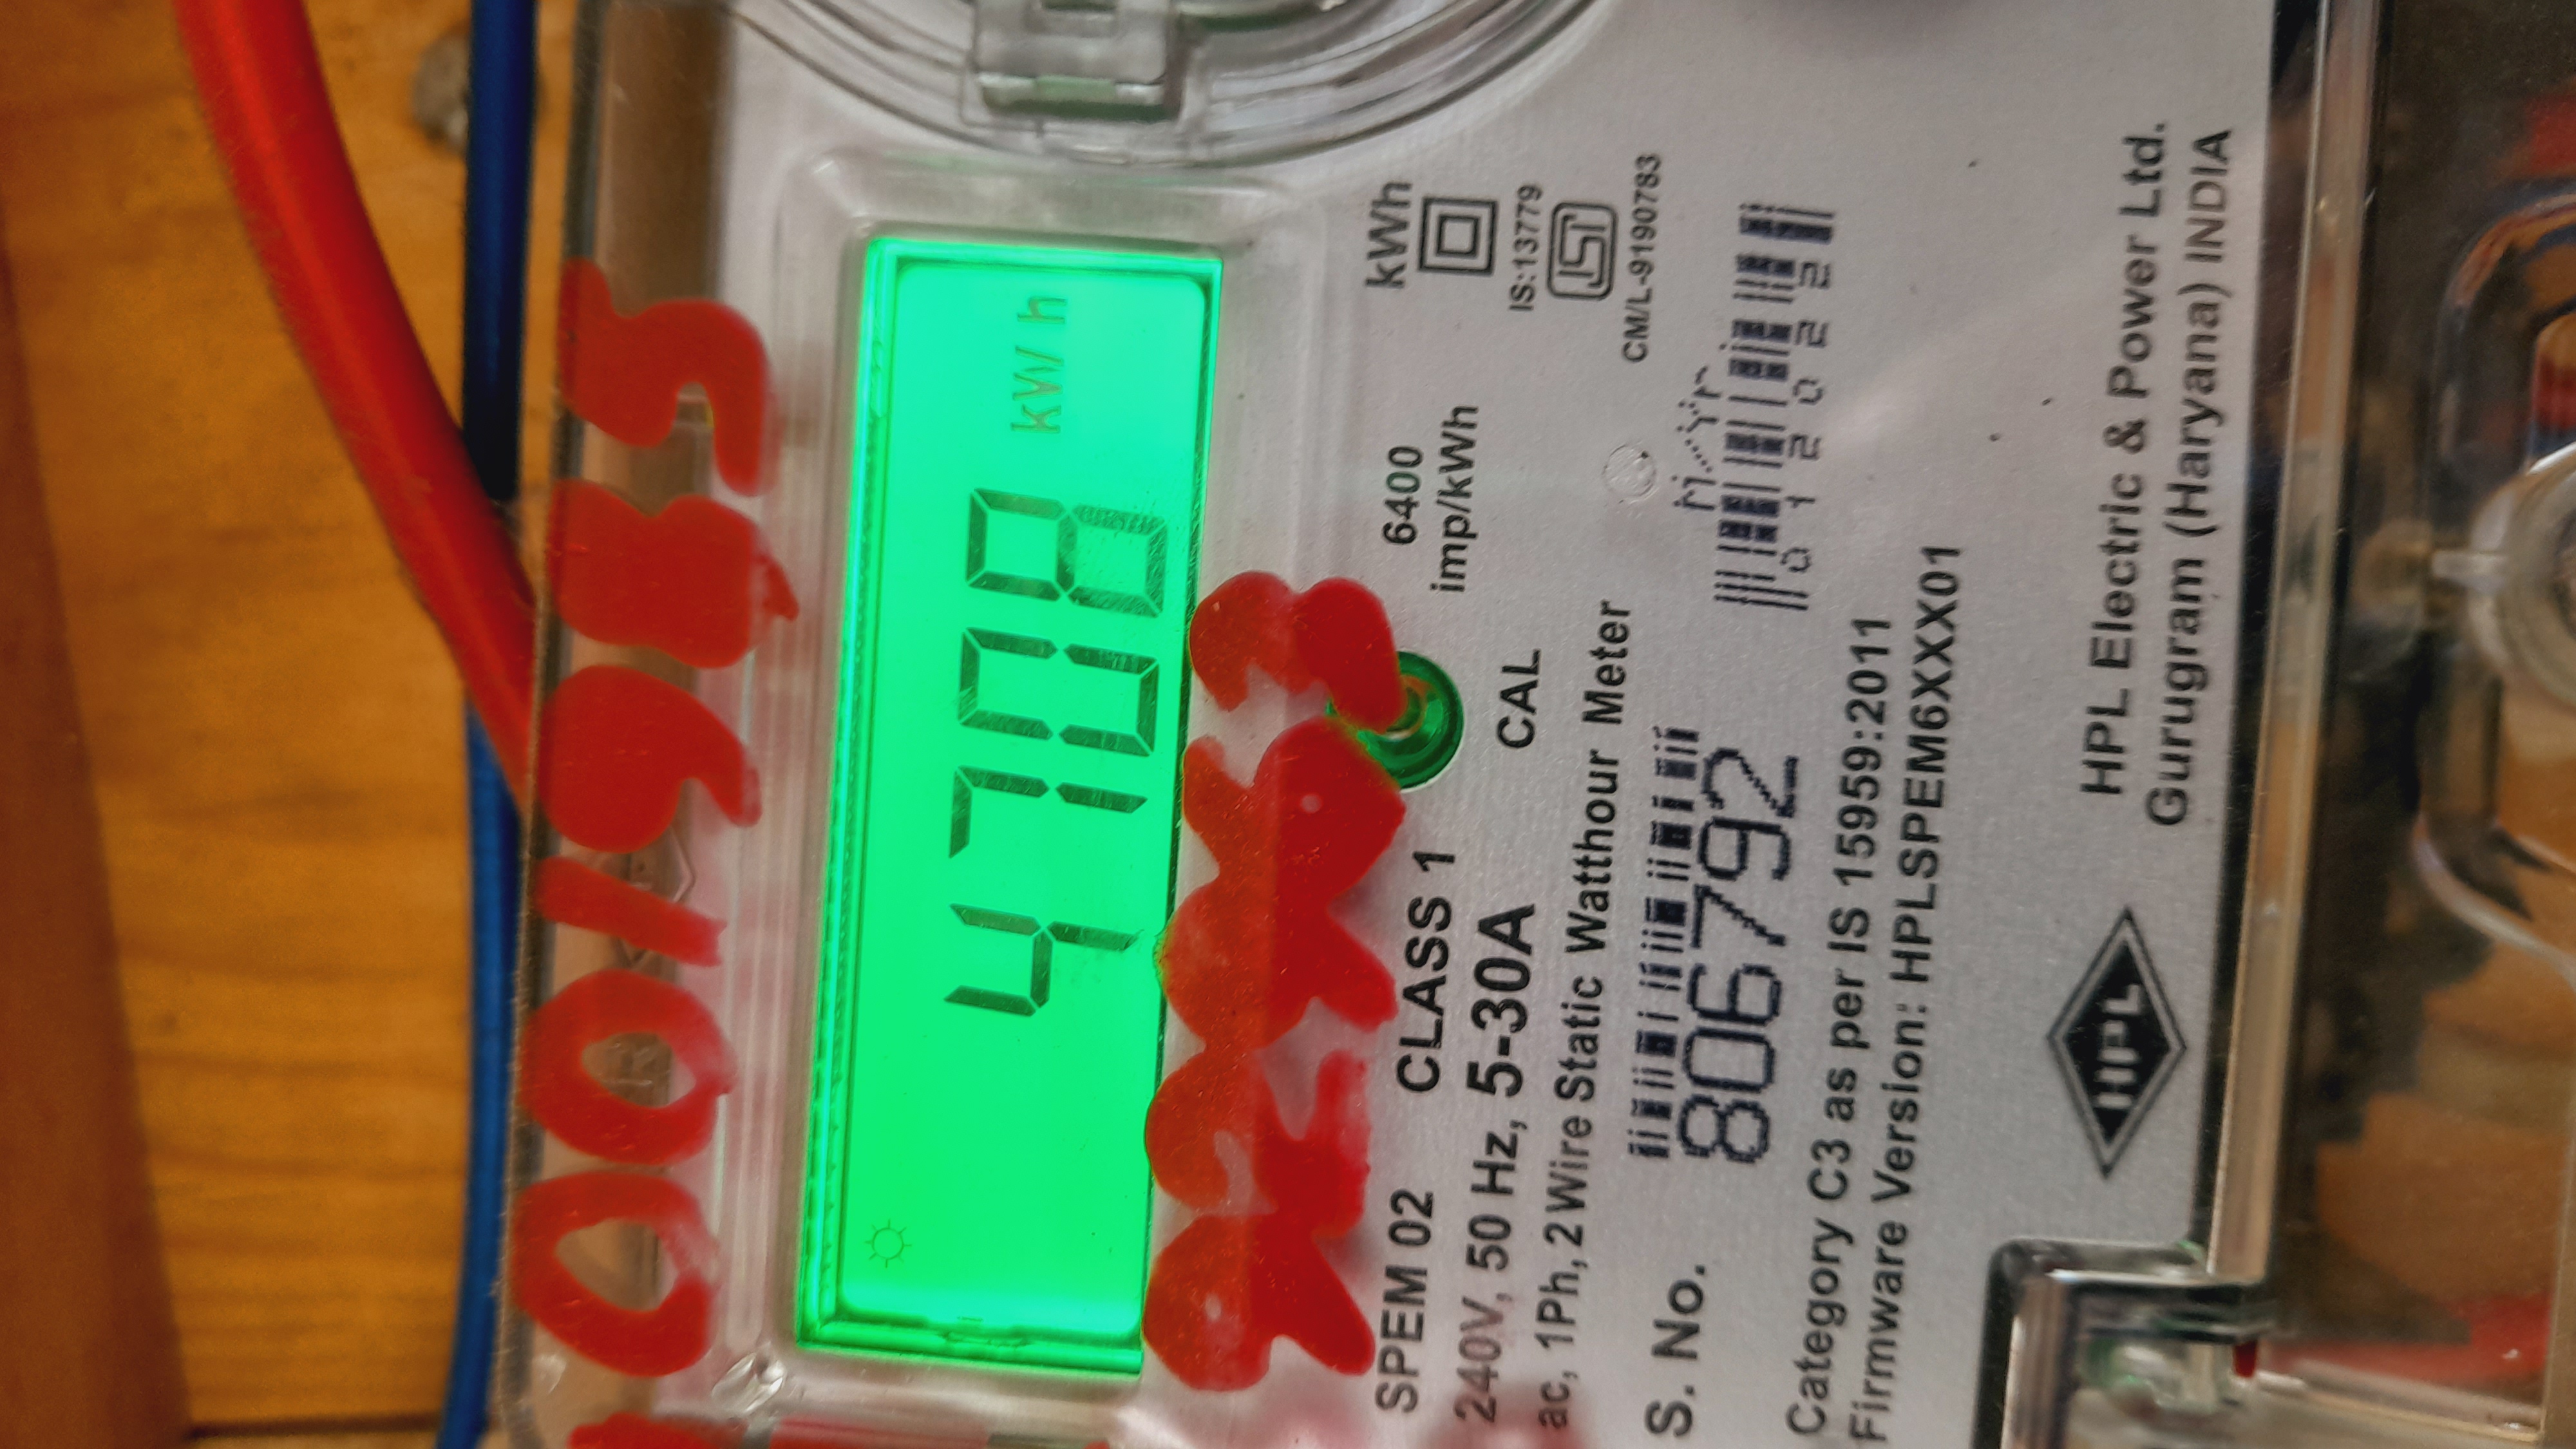 001985
4708 kWh
SPEM 02 CLASS 1 6400 imp/kWh kWh
240V, 50 Hz, 5-30A CAL
IS:13779
ac, 1Ph, 2 Wire Static Watthour Meter
CM/L-9190783
S. No. 806792
012022
Category C3 as per IS 15959:2011
Firmware Version: HPLSPEM6XXX01
HPL
HPL Electric & Power Ltd.
Gurugram (Haryana) INDIA